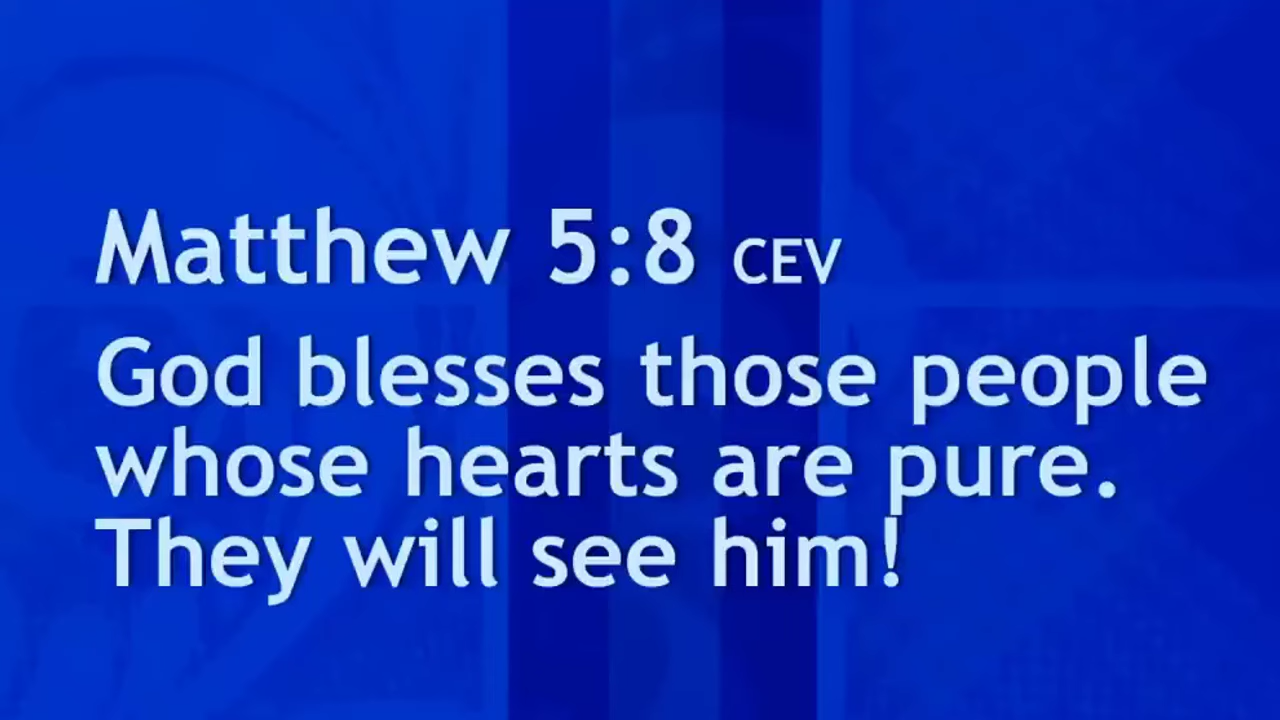 Matthew 5:8 CEV
God blesses those people
whose hearts are pure.
They will see him!